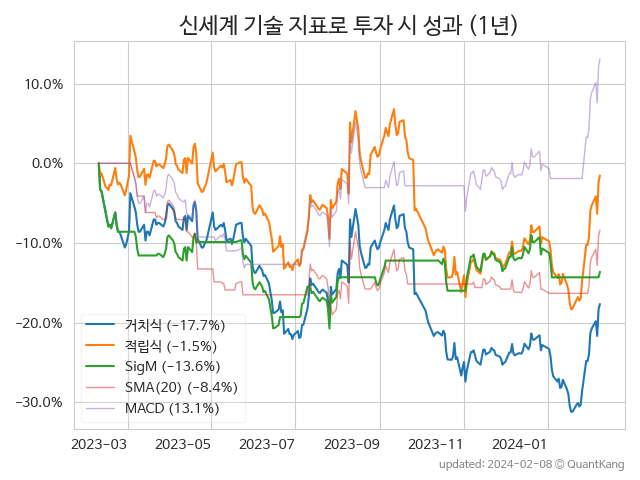 신세계 기술 지표로 투자 시 성과 (1년)
10.0%
0.0%
−10.0%
−20.0%
−30.0%
거치식 (−17.7%)
적립식 (−1.5%)
SigM (−13.6%)
SMA(20) (−8.4%)
MACD (13.1%)
2023-03 2023-05 2023-07 2023-09 2023-11 2024-01
updated: 2024-02-08 ⓒ QuantKang